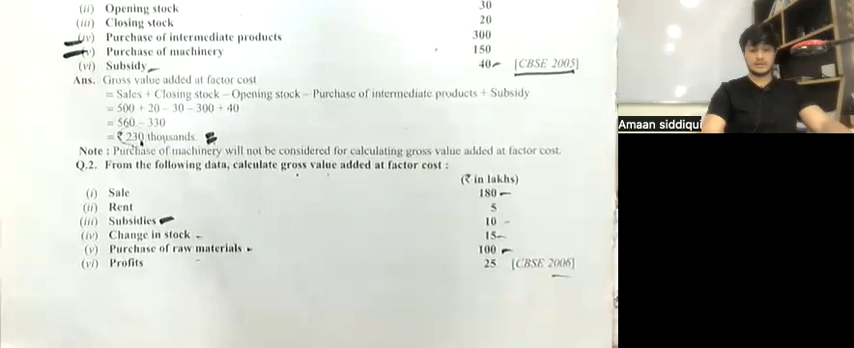 (ii) Opening stock 30
(iii) Closing stock 20
(iv) Purchase of intermediate products 300
(v) Purchase of machinery 150
(vi) Subsidy 40 [CBSE 2005]
Ans. Gross value added at factor cost
= Sales + Closing stock – Opening stock – Purchase of intermediate products + Subsidy
= 500 + 20 – 30 – 300 + 40
= 560 – 330
= ₹ 230 thousands.
Note : Purchase of machinery will not be considered for calculating gross value added at factor cost.
Q.2. From the following data, calculate gross value added at factor cost :
(₹ in lakhs)
(i) Sale 180
(ii) Rent 5
(iii) Subsidies 10
(iv) Change in stock 15
(v) Purchase of raw materials 100
(vi) Profits 25 [CBSE 2006]
Amaan siddiqui